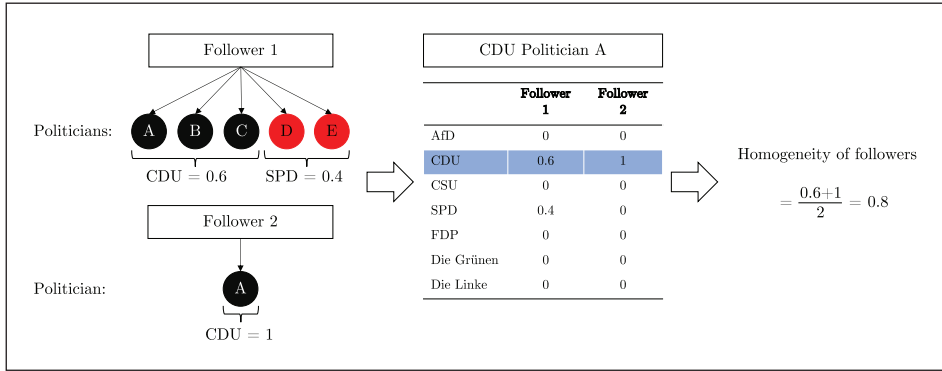 Follower 1
Politicians:
A B C D E
CDU = 0.6 SPD = 0.4
Follower 2
Politician:
A
CDU = 1
CDU Politician A
Follower Follower
1 2
AfD 0 0
CDU 0.6 1
CSU 0 0
SPD 0.4 0
FDP 0 0
Die Grünen 0 0
Die Linke 0 0
Homogeneity of followers
= 0.6+1 / 2 = 0.8